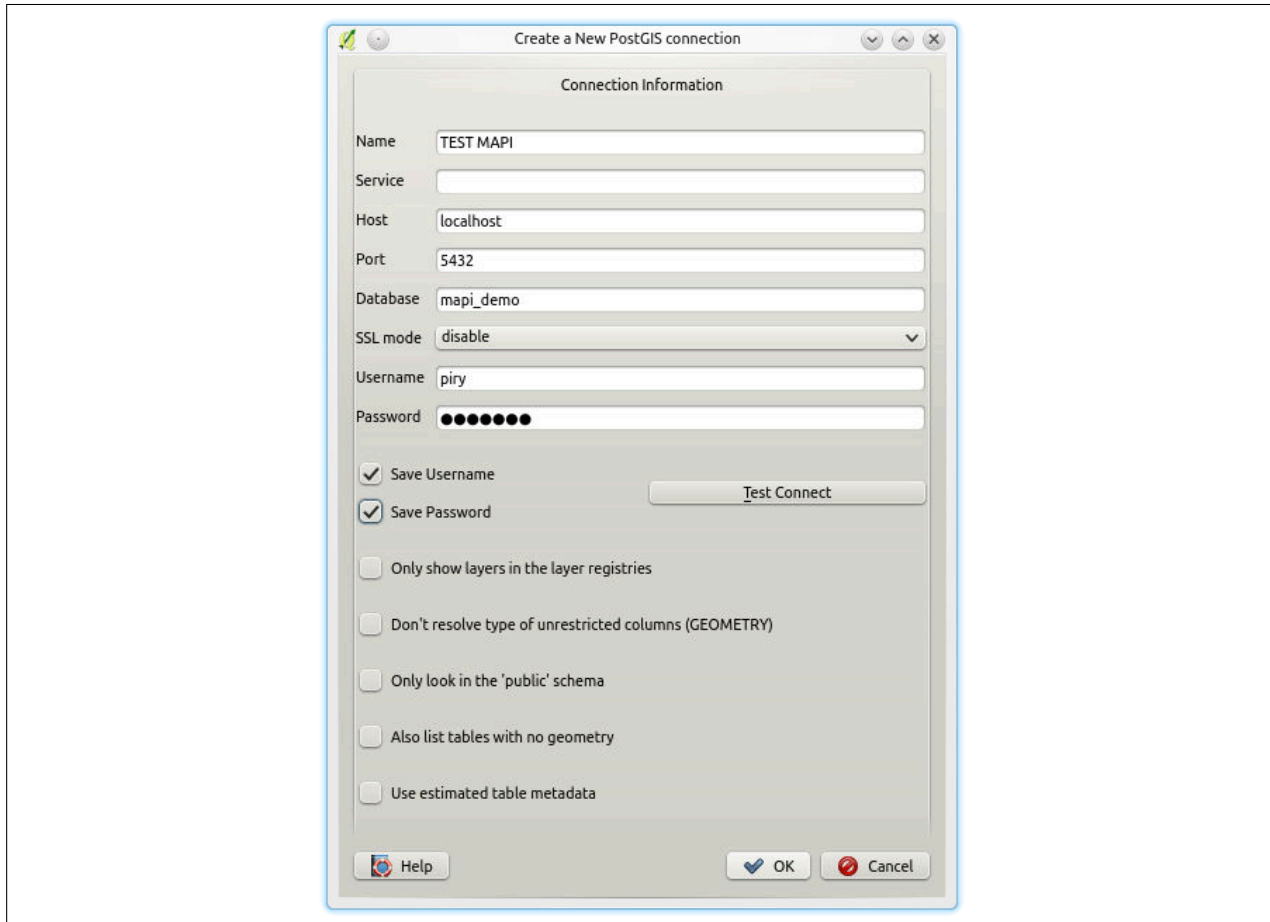 Create a New PostGIS connection
Connection Information
Name TEST MAPI
Service
Host localhost
Port 5432
Database mapi_demo
SSL mode disable
Username piry
Password ●●●●●●●
Save Username
Test Connect
Save Password
Only show layers in the layer registries
Don't resolve type of unrestricted columns (GEOMETRY)
Only look in the 'public' schema
Also list tables with no geometry
Use estimated table metadata
Help OK Cancel